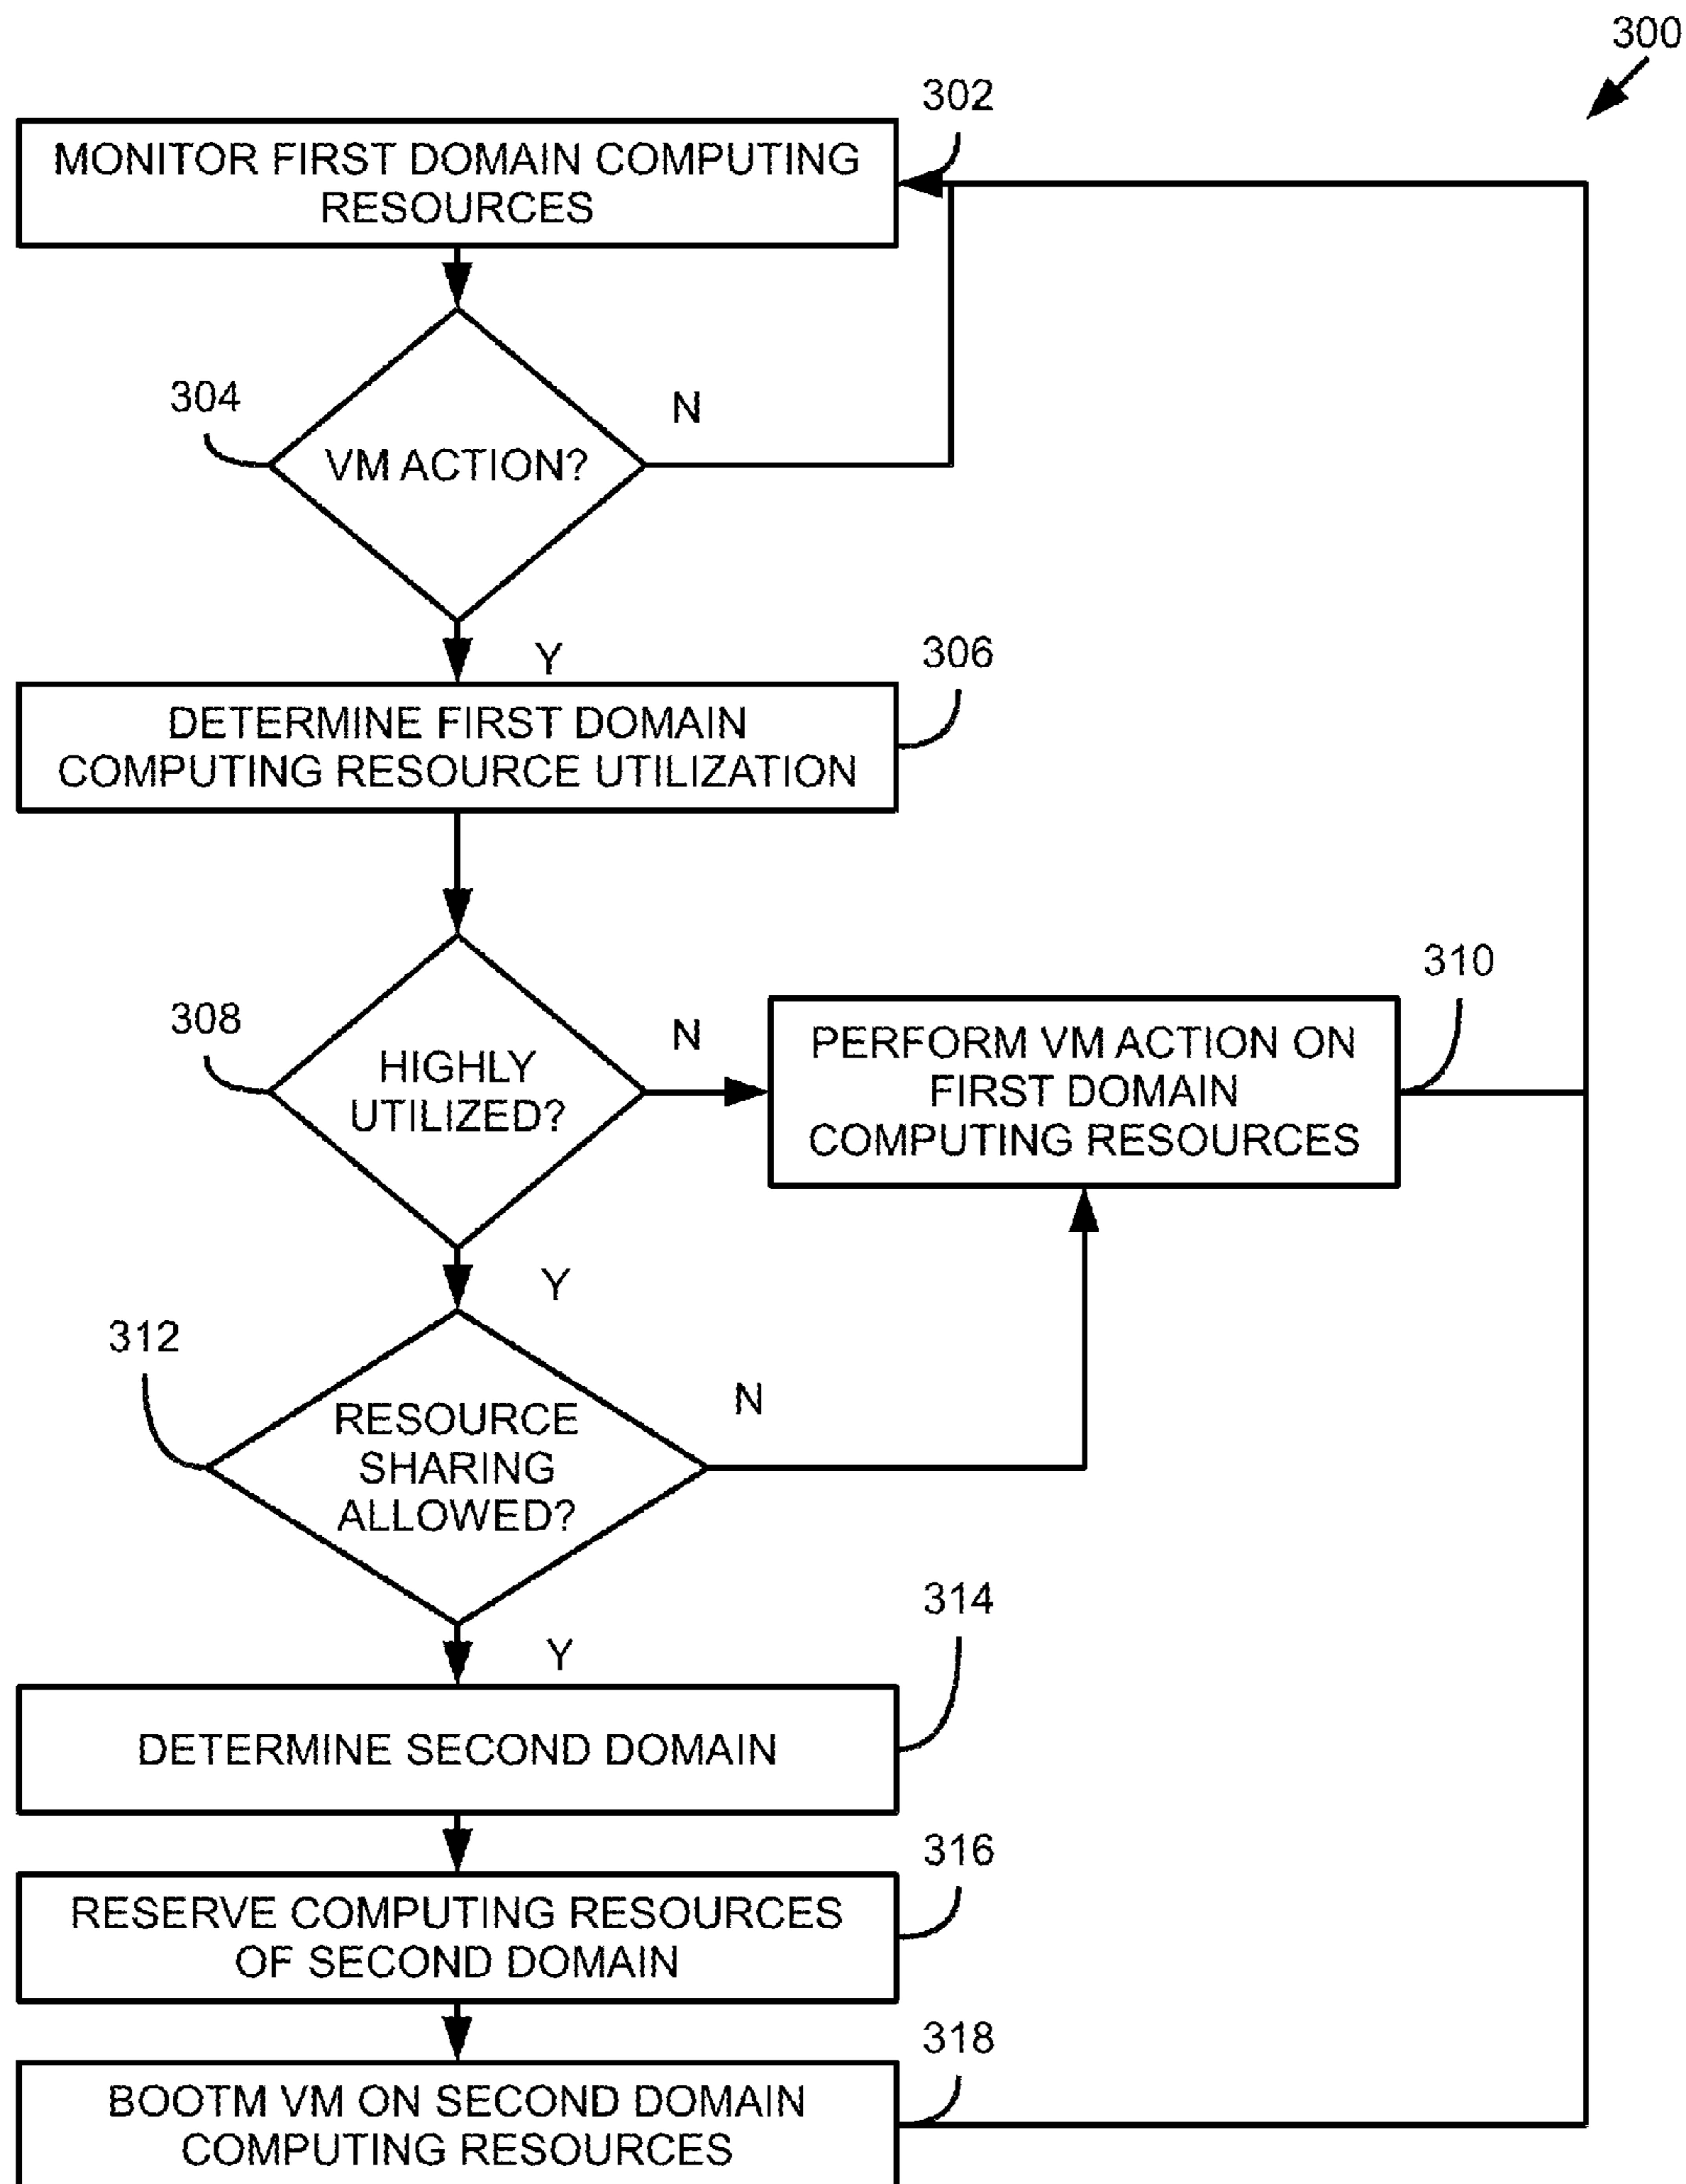 300
302
MONITOR FIRST DOMAIN COMPUTING
RESOURCES
304
VM ACTION?
N
Y
306
DETERMINE FIRST DOMAIN
COMPUTING RESOURCE UTILIZATION
308
HIGHLY
UTILIZED?
N
310
PERFORM VM ACTION ON
FIRST DOMAIN
COMPUTING RESOURCES
Y
312
RESOURCE
SHARING
ALLOWED?
N
Y
314
DETERMINE SECOND DOMAIN
316
RESERVE COMPUTING RESOURCES
OF SECOND DOMAIN
318
BOOTM VM ON SECOND DOMAIN
COMPUTING RESOURCES